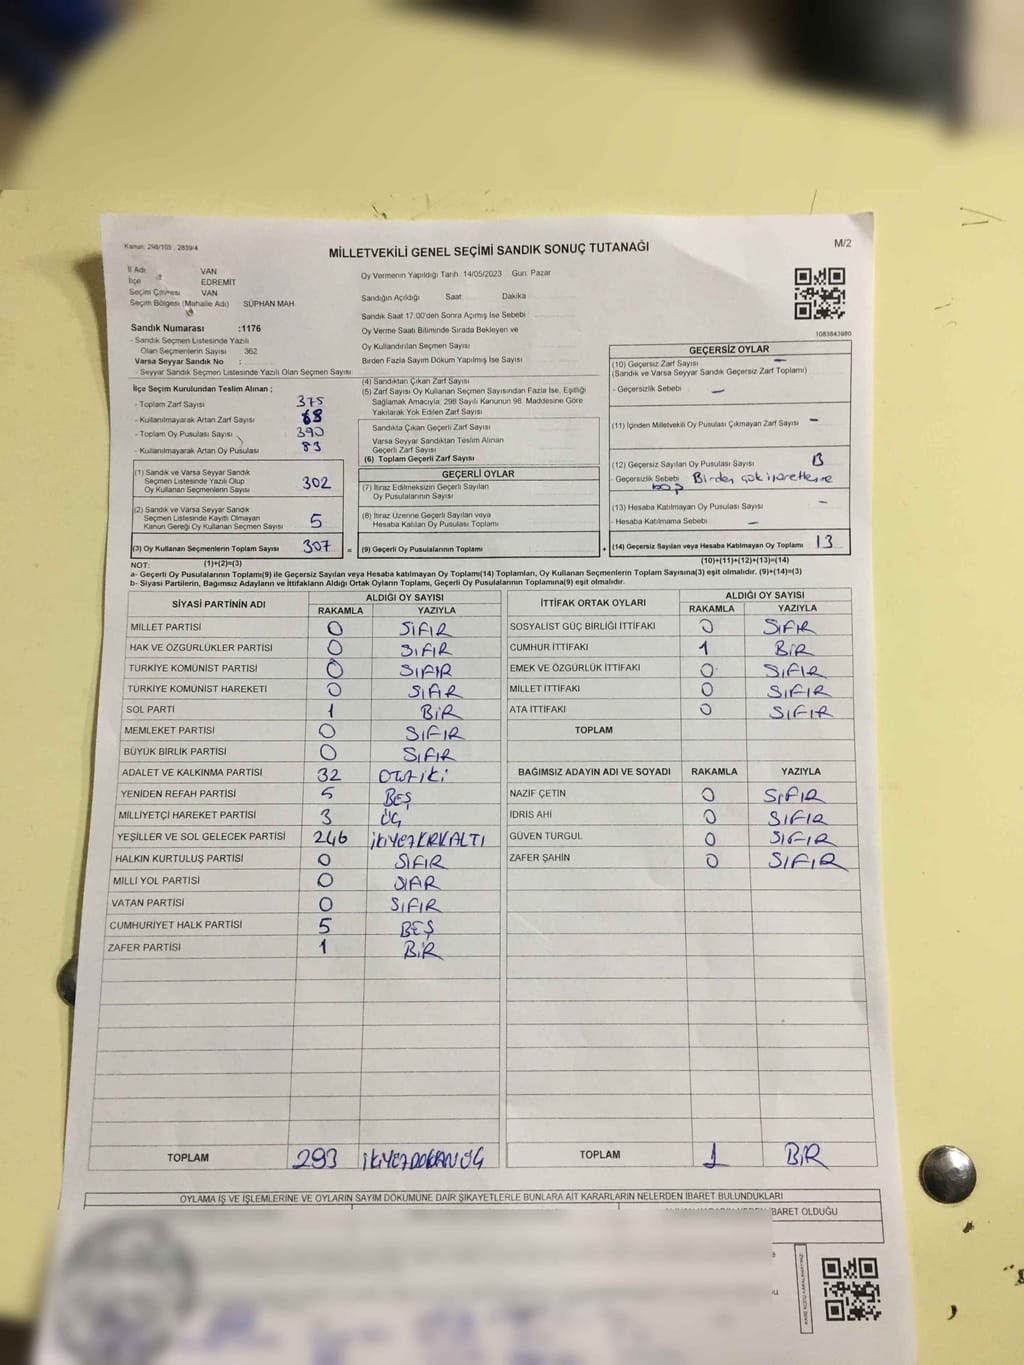 Kanun: 298/105 , 2839/4
MİLLETVEKİLİ GENEL SEÇİMİ SANDIK SONUÇ TUTANAĞI
M/2
İl Adı VAN
İlçe EDREMİT
Seçim Çevresi VAN
Seçim Bölgesi (Mahalle Adı) SÜPHAN MAH
Oy Vermenin Yapıldığı Tarih 14/05/2023 Gün: Pazar
Sandığın Açıldığı Saat Dakika
Sandık Saat 17.00'den Sonra Açımış İse Sebebi
Oy Verme Saati Bitiminde Sırada Bekleyen ve
Oy Kullandırılan Seçmen Sayısı
Birden Fazla Sayım Döküm Yapılmış İse Sayısı
1083843980
Sandık Numarası :1176
- Sandık Seçmen Listesinde Yazılı
Olan Seçmenlerin Sayısı 362
Varsa Seyyar Sandık No :
- Seyyar Sandık Seçmen Listesinde Yazılı Olan Seçmen Sayısı
İlçe Seçim Kurulundan Teslim Alınan ;
- Toplam Zarf Sayısı 375
- Kullanılmayarak Artan Zarf Sayısı 68
- Toplam Oy Pusulası Sayısı 390
- Kullanılmayarak Artan Oy Pusulası 83
(1) Sandık ve Varsa Seyyar Sandık
Seçmen Listesinde Yazılı Olup
Oy Kullanan Seçmenlerin Sayısı 302
(2) Sandık ve Varsa Seyyar Sandık
Seçmen Listesinde Kayıtlı Olmayan
Kanun Gereği Oy Kullanan Seçmen Sayısı 5
(3) Oy Kullanan Seçmenlerin Toplam Sayısı 307 =
(4) Sandıktan Çıkan Zarf Sayısı
(5) Zarf Sayısı Oy Kullanan Seçmen Sayısından Fazla İse, Eşitliği
Sağlamak Amacıyla, 298 Sayılı Kanunun 98. Maddesine Göre
Yakılarak Yok Edilen Zarf Sayısı
Sandıkta Çıkan Geçerli Zarf Sayısı
Varsa Seyyar Sandıktan Teslim Alınan
Geçerli Zarf Sayısı
(6) Toplam Geçerli Zarf Sayısı
GEÇERLİ OYLAR
(7) İtiraz Edilmeksizin Geçerli Sayılan
Oy Pusulalarının Sayısı
(8) İtiraz Üzerine Geçerli Sayılan veya
Hesaba Katılan Oy Pusulası Toplamı
(9) Geçerli Oy Pusulalarının Toplamı +
GEÇERSİZ OYLAR
(10) Geçersiz Zarf Sayısı -
(Sandık ve Varsa Seyyar Sandık Geçersiz Zarf Toplamı)
- Geçersizlik Sebebi -
(11) İçinden Milletvekili Oy Pusulası Çıkmayan Zarf Sayısı -
(12) Geçersiz Sayılan Oy Pusulası Sayısı 13
- Geçersizlik Sebebi Birden çok işaretleme
boş
(13) Hesaba Katılmayan Oy Pusulası Sayısı -
- Hesaba Katılmama Sebebi -
(14) Geçersiz Sayılan veya Hesaba Katılmayan Oy Toplamı 13
NOT: (1)+(2)=(3) (10)+(11)+(12)+(13)=(14)
a- Geçerli Oy Pusulalarının Toplamı(9) ile Geçersiz Sayılan veya Hesaba katılmayan Oy Toplamı(14) Toplamları, Oy Kullanan Seçmenlerin Toplam Sayısına(3) eşit olmalıdır. (9)+(14)=(3)
b- Siyasi Partilerin, Bağımsız Adayların ve İttifakların Aldığı Ortak Oyların Toplamı, Geçerli Oy Pusulalarının Toplamına(9) eşit olmalıdır.
SİYASİ PARTİNİN ADI ALDIĞI OY SAYISI
RAKAMLA YAZIYLA
MİLLET PARTİSİ 0 SIFIR
HAK VE ÖZGÜRLÜKLER PARTİSİ 0 SIFIR
TÜRKİYE KOMÜNİST PARTİSİ 0 SIFIR
TÜRKİYE KOMÜNİST HAREKETİ 0 SIFIR
SOL PARTİ 1 BİR
MEMLEKET PARTİSİ 0 SIFIR
BÜYÜK BİRLİK PARTİSİ 0 SIFIR
ADALET VE KALKINMA PARTİSİ 32 OTUZİKİ
YENİDEN REFAH PARTİSİ 5 BEŞ
MİLLİYETÇİ HAREKET PARTİSİ 3 ÜÇ
YEŞİLLER VE SOL GELECEK PARTİSİ 246 İKİYÜZKIRKALTI
HALKIN KURTULUŞ PARTİSİ 0 SIFIR
MİLLİ YOL PARTİSİ 0 SIFIR
VATAN PARTİSİ 0 SIFIR
CUMHURİYET HALK PARTİSİ 5 BEŞ
ZAFER PARTİSİ 1 BİR
TOPLAM 293 İKİYÜZDOKSANÜÇ
İTTİFAK ORTAK OYLARI ALDIĞI OY SAYISI
RAKAMLA YAZIYLA
SOSYALİST GÜÇ BİRLİĞİ İTTİFAKI 0 SIFIR
CUMHUR İTTİFAKI 1 BİR
EMEK VE ÖZGÜRLÜK İTTİFAKI 0 SIFIR
MİLLET İTTİFAKI 0 SIFIR
ATA İTTİFAKI 0 SIFIR
TOPLAM
BAĞIMSIZ ADAYIN ADI VE SOYADI RAKAMLA YAZIYLA
NAZİF ÇETİN 0 SIFIR
İDRİS AHİ 0 SIFIR
GÜVEN TURGUL 0 SIFIR
ZAFER ŞAHİN 0 SIFIR
TOPLAM 1 BİR
OYLAMA İŞ VE İŞLEMLERİNE VE OYLARIN SAYIM DÖKÜMÜNE DAİR ŞİKAYETLERLE BUNLARA AİT KARARLARIN NELERDEN İBARET BULUNDUKLARI
BARET OLDUĞU